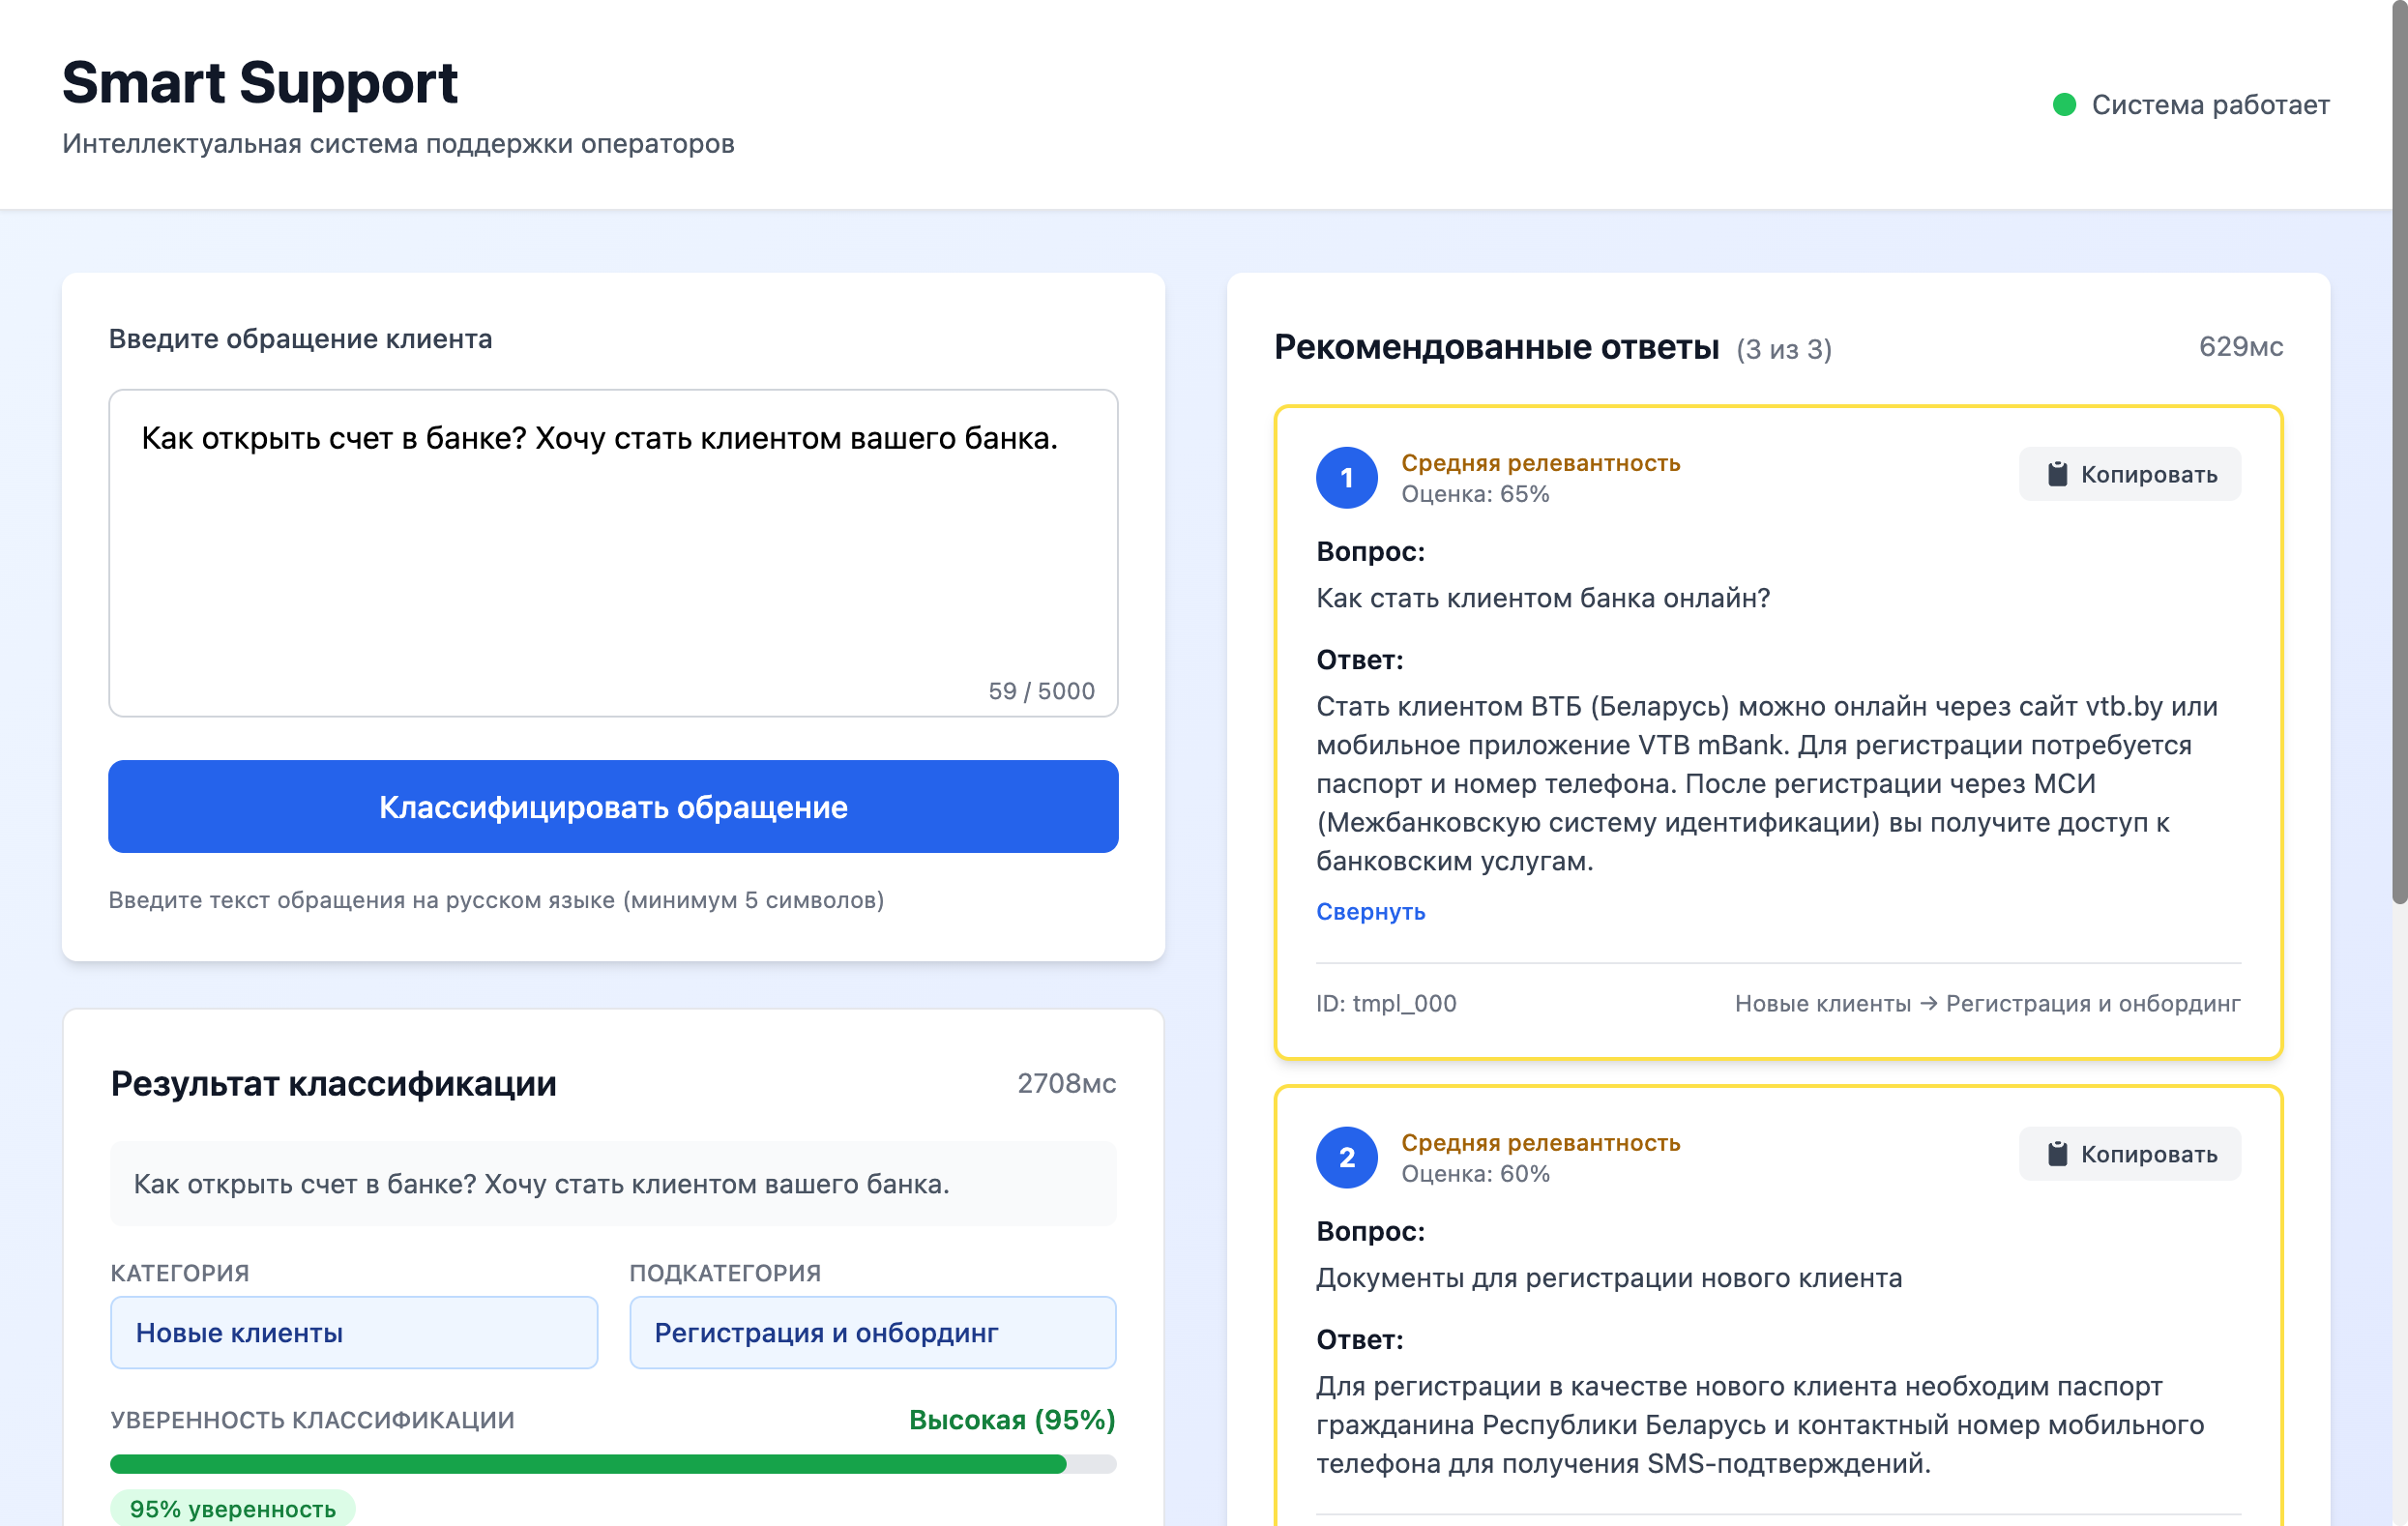 Smart Support
Интеллектуальная система поддержки операторов
Система работает
Введите обращение клиента
Как открыть счет в банке? Хочу стать клиентом вашего банка.
59 / 5000
Классифицировать обращение
Введите текст обращения на русском языке (минимум 5 символов)
Результат классификации
2708мс
Как открыть счет в банке? Хочу стать клиентом вашего банка.
КАТЕГОРИЯ
Новые клиенты
ПОДКАТЕГОРИЯ
Регистрация и онбординг
УВЕРЕННОСТЬ КЛАССИФИКАЦИИ
Высокая (95%)
95% уверенность
Рекомендованные ответы (3 из 3)
629мс
1
Средняя релевантность
Оценка: 65%
Копировать
Вопрос:
Как стать клиентом банка онлайн?
Ответ:
Стать клиентом ВТБ (Беларусь) можно онлайн через сайт vtb.by или
мобильное приложение VTB mBank. Для регистрации потребуется
паспорт и номер телефона. После регистрации через МСИ
(Межбанковскую систему идентификации) вы получите доступ к
банковским услугам.
Свернуть
ID: tmpl_000
Новые клиенты → Регистрация и онбординг
2
Средняя релевантность
Оценка: 60%
Копировать
Вопрос:
Документы для регистрации нового клиента
Ответ:
Для регистрации в качестве нового клиента необходим паспорт
гражданина Республики Беларусь и контактный номер мобильного
телефона для получения SMS-подтверждений.